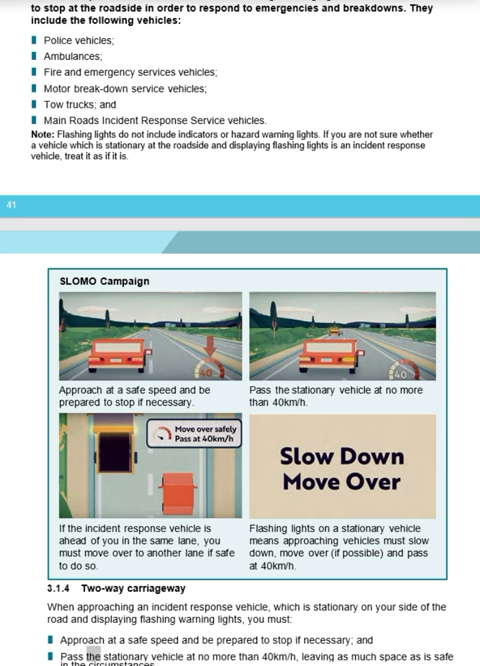 to stop at the roadside in order to respond to emergencies and breakdowns. They
include the following vehicles:
Police vehicles;
Ambulances;
Fire and emergency services vehicles;
Motor break-down service vehicles;
Tow trucks; and
Main Roads Incident Response Service vehicles.
Note: Flashing lights do not include indicators or hazard warning lights. If you are not sure whether
a vehicle which is stationary at the roadside and displaying flashing lights is an incident response
vehicle, treat it as if it is.
41
SLOMO Campaign
40
40
Approach at a safe speed and be
prepared to stop if necessary.
Pass the stationary vehicle at no more
than 40km/h.
Move over safely
Pass at 40km/h
Slow Down
Move Over
If the incident response vehicle is
ahead of you in the same lane, you
must move over to another lane if safe
to do so.
Flashing lights on a stationary vehicle
means approaching vehicles must slow
down, move over (if possible) and pass
at 40km/h.
3.1.4 Two-way carriageway
When approaching an incident response vehicle, which is stationary on your side of the
road and displaying flashing warning lights, you must:
Approach at a safe speed and be prepared to stop if necessary; and
Pass the stationary vehicle at no more than 40km/h, leaving as much space as is safe
in the circumstances.